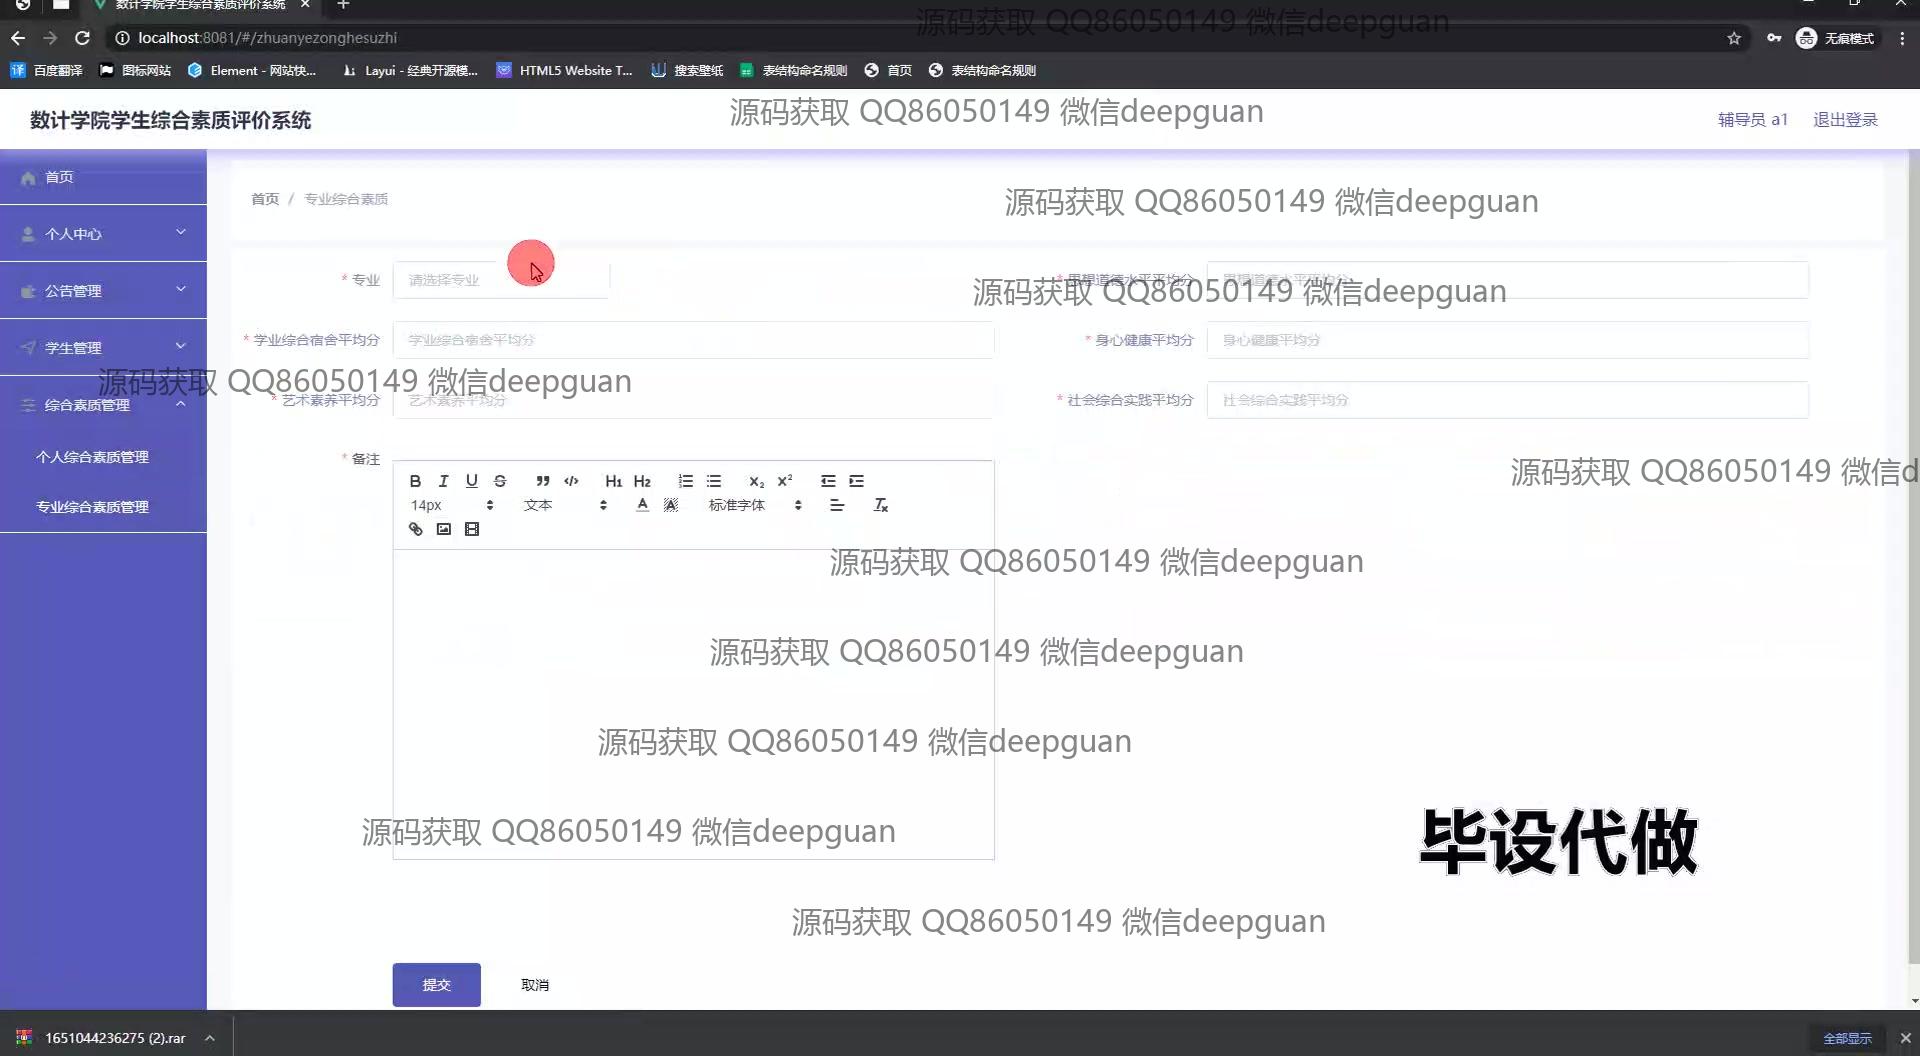 数计学院学生综合素质评价系统
源码获取 QQ86050149 微信deepguan
localhost:8081/#/zhuanyezonghesuzhi
无痕模式
百度翻译
图标网站
Element - 网站快...
Layui - 经典开源模...
HTML5 Website T...
搜索壁纸
表结构命名规则
首页
表结构命名规则
数计学院学生综合素质评价系统
源码获取 QQ86050149 微信deepguan
辅导员 a1
退出登录
首页
个人中心
公告管理
学生管理
综合素质管理
个人综合素质管理
专业综合素质管理
首页 / 专业综合素质
源码获取 QQ86050149 微信deepguan
* 专业
请选择专业
* 思想道德水平平均分
思想道德水平平均分
源码获取 QQ86050149 微信deepguan
* 学业综合宿舍平均分
学业综合宿舍平均分
* 身心健康平均分
身心健康平均分
源码获取 QQ86050149 微信deepguan
* 艺术素养平均分
艺术素养平均分
* 社会综合实践平均分
社会综合实践平均分
* 备注
源码获取 QQ86050149 微信d
B I U S H1 H2 X2 X2
14px 文本 A A 标准字体 Tx
源码获取 QQ86050149 微信deepguan
源码获取 QQ86050149 微信deepguan
源码获取 QQ86050149 微信deepguan
源码获取 QQ86050149 微信deepguan
毕设代做
源码获取 QQ86050149 微信deepguan
提交
取消
1651044236275 (2).rar
全部显示